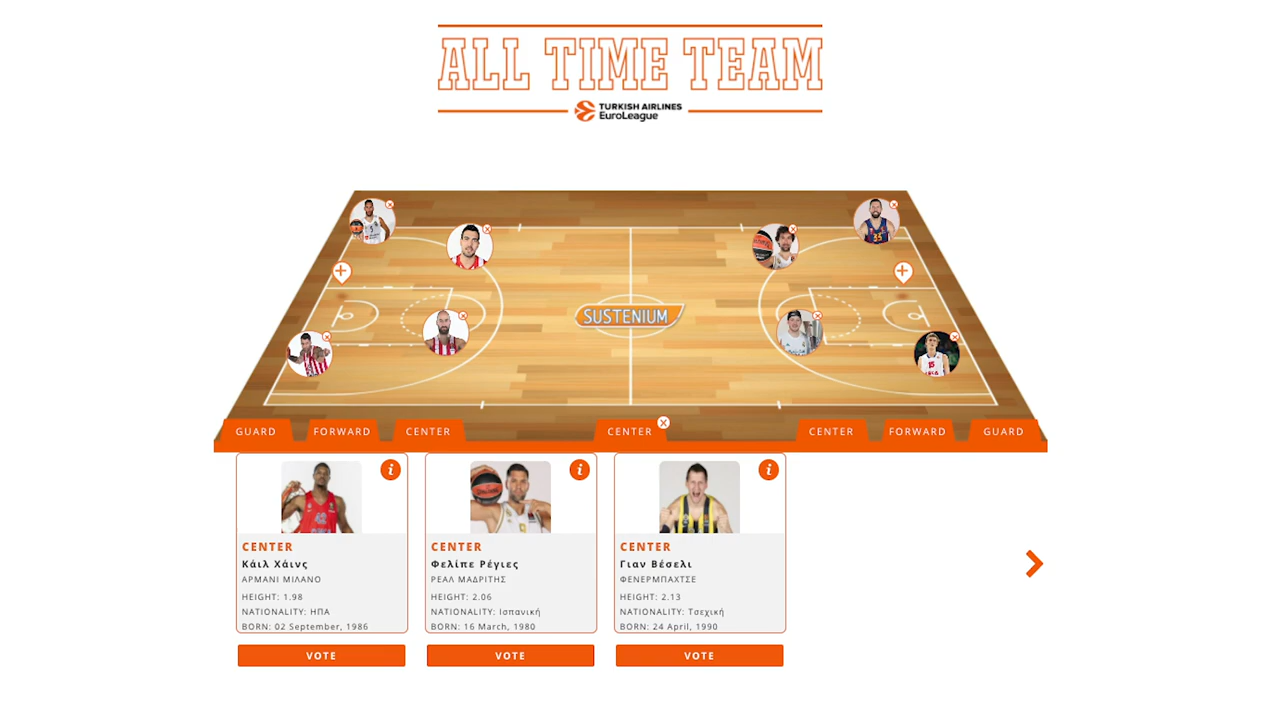 ALL TIME TEAM
TURKISH AIRLINES
EuroLeague
5
35
SUSTENIUM
15
GUARD FORWARD CENTER CENTER CENTER FORWARD GUARD
CENTER
Κάιλ Χάινς
ΑΡΜΑΝΙ ΜΙΛΑΝΟ
HEIGHT: 1.98
NATIONALITY: ΗΠΑ
BORN: 02 September, 1986
VOTE
CENTER
Φελίπε Ρέγιες
ΡΕΑΛ ΜΑΔΡΙΤΗΣ
HEIGHT: 2.06
NATIONALITY: Ισπανική
BORN: 16 March, 1980
VOTE
CENTER
Γιαν Βέσελι
ΦΕΝΕΡΜΠΑΧΤΣΕ
HEIGHT: 2.13
NATIONALITY: Τσεχική
BORN: 24 April, 1990
VOTE